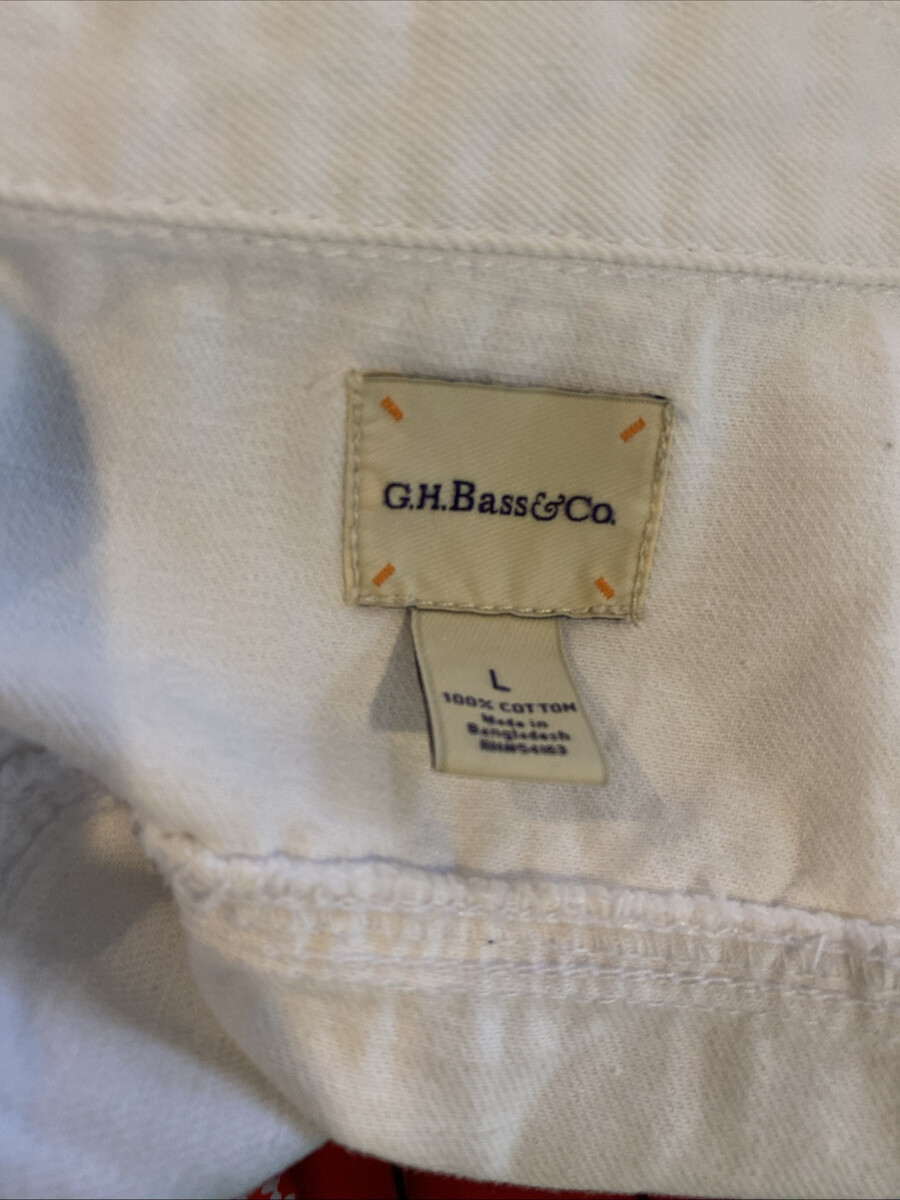 G.H.Bass&Co.
L
100% COTTON
Made in
Bangladesh